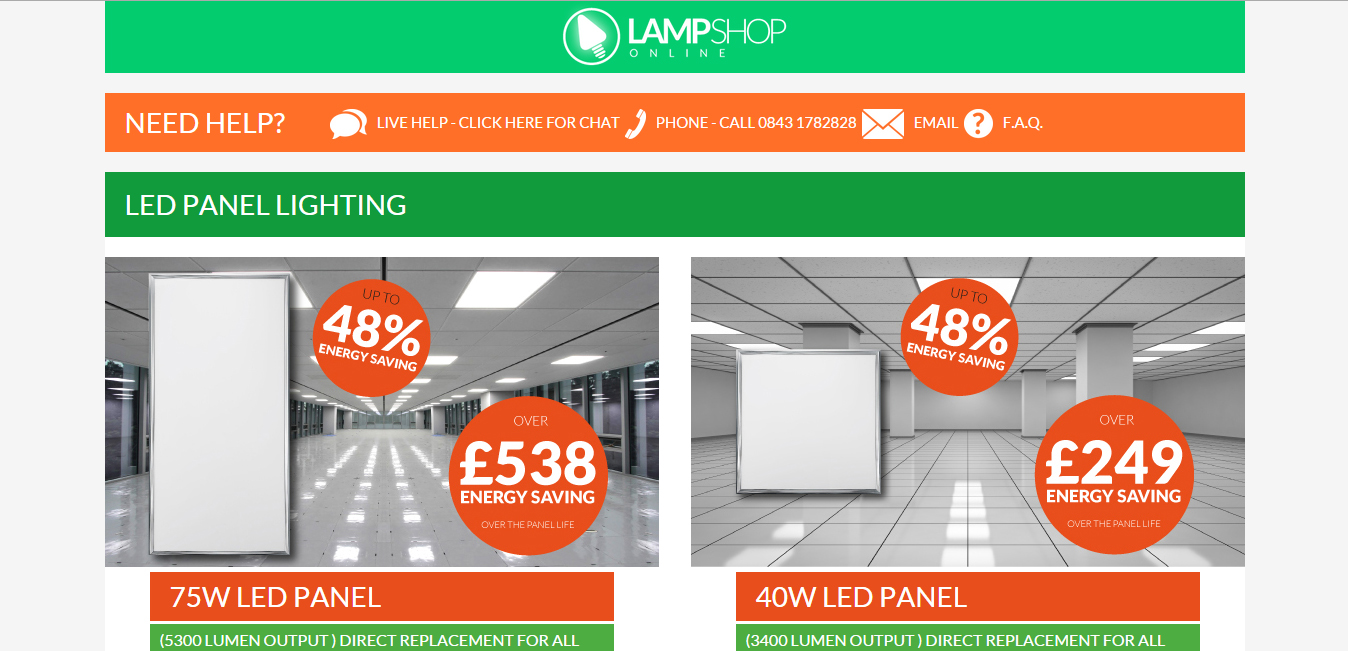 LAMPSHOP
ONLINE
NEED HELP? LIVE HELP - CLICK HERE FOR CHAT PHONE - CALL 0843 1782828 EMAIL ? F.A.Q.
LED PANEL LIGHTING
UP TO
48%
ENERGY SAVING
OVER
£538
ENERGY SAVING
OVER THE PANEL LIFE
75W LED PANEL
(5300 LUMEN OUTPUT ) DIRECT REPLACEMENT FOR ALL
UP TO
48%
ENERGY SAVING
OVER
£249
ENERGY SAVING
OVER THE PANEL LIFE
40W LED PANEL
(3400 LUMEN OUTPUT ) DIRECT REPLACEMENT FOR ALL